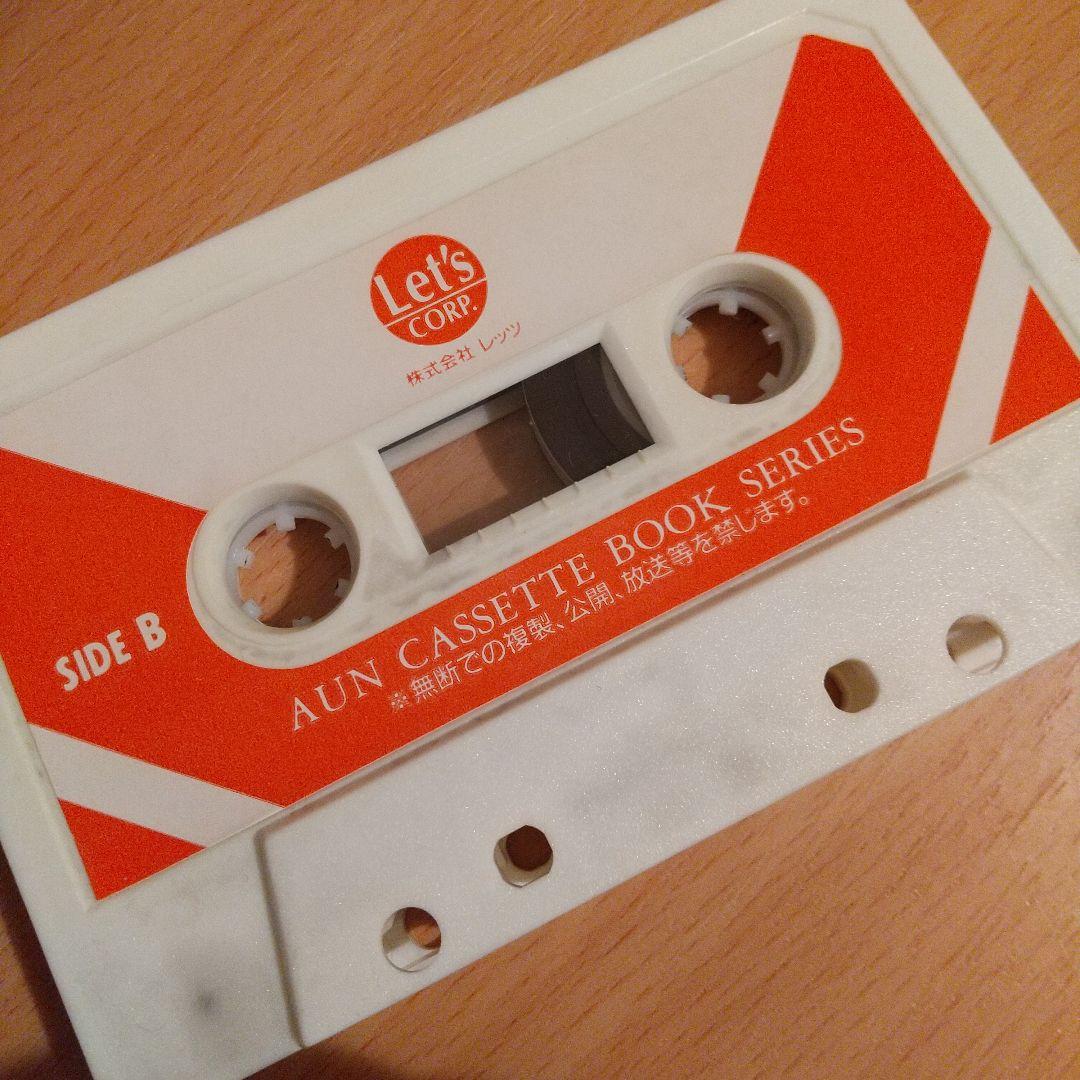 Let's
CORP.
株式会社 レッツ
SIDE B
AUN CASSETTE BOOK SERIES
※無断での複製、公開、放送等を禁じます。